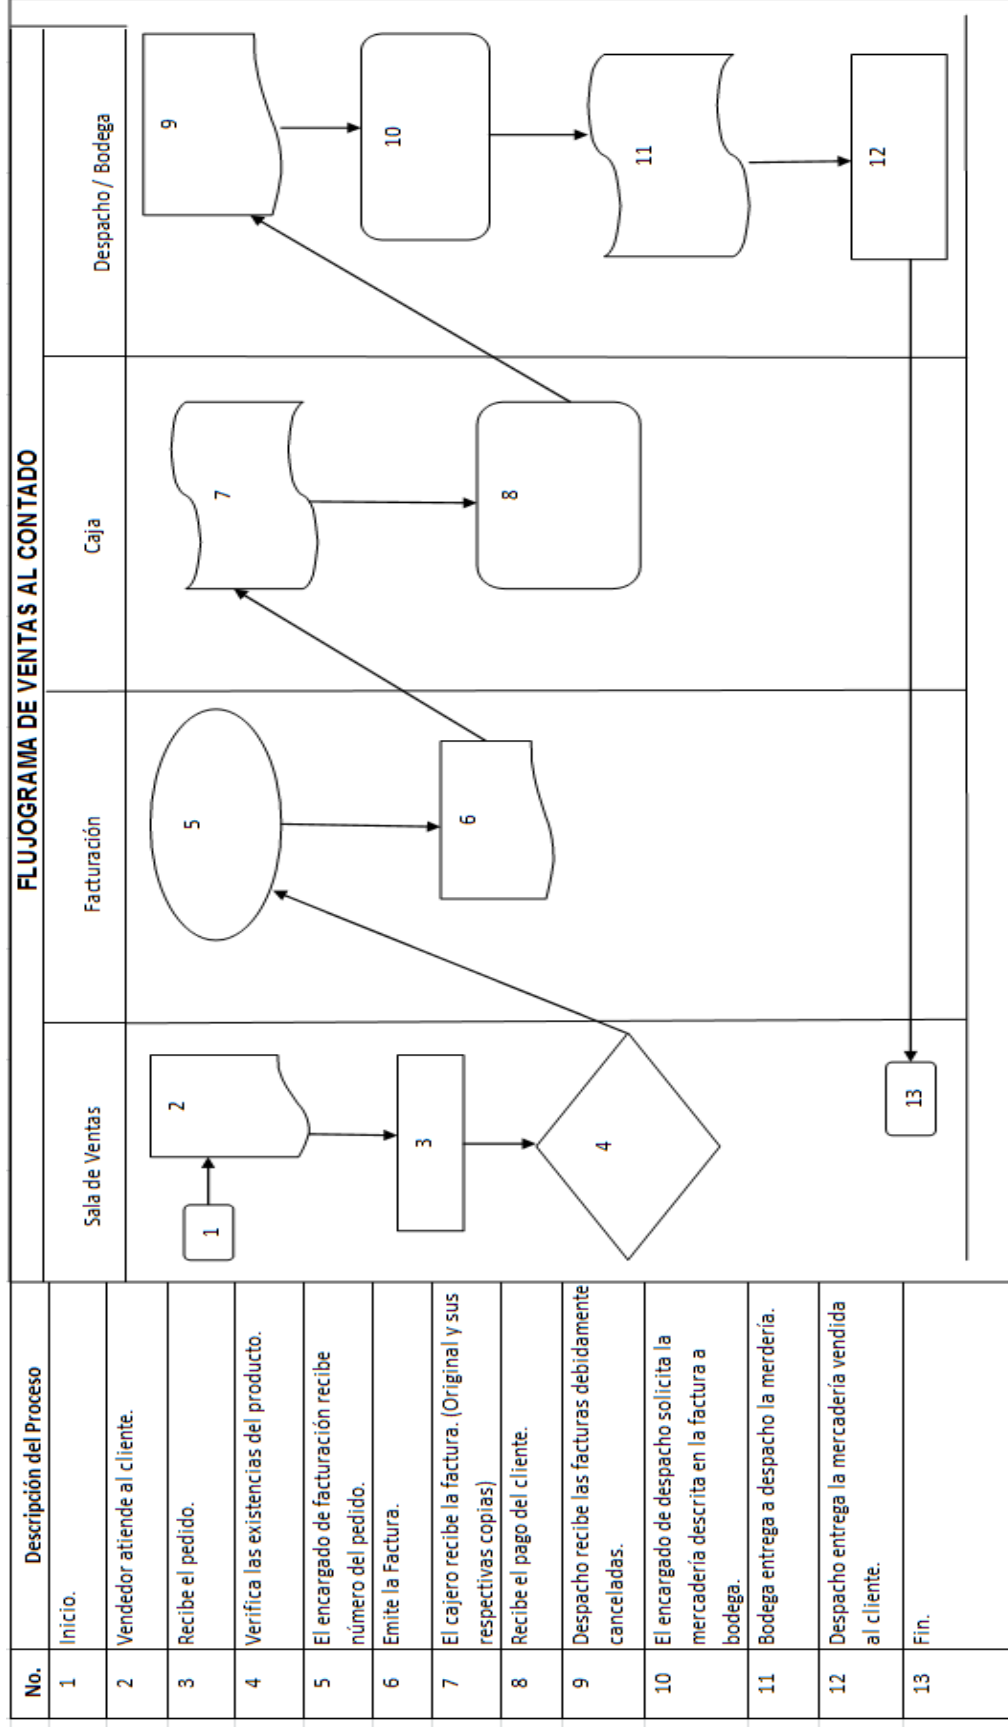 FLUJOGRAMA DE VENTAS AL CONTADO
No. Descripción del Proceso
Sala de Ventas
Facturación
Caja
Despacho / Bodega
1 Inicio.
2 Vendedor atiende al cliente.
3 Recibe el pedido.
4 Verifica las existencias del producto.
5 El encargado de facturación recibe
número del pedido.
6 Emite la Factura.
7 El cajero recibe la factura. (Original y sus
respectivas copias)
8 Recibe el pago del cliente.
9 Despacho recibe las facturas debidamente
canceladas.
10 El encargado de despacho solicita la
mercadería descrita en la factura a
bodega.
11 Bodega entrega a despacho la merdería.
12 Despacho entrega la mercadería vendida
al cliente.
13 Fin.
1
2
3
4
5
6
7
8
9
10
11
12
13